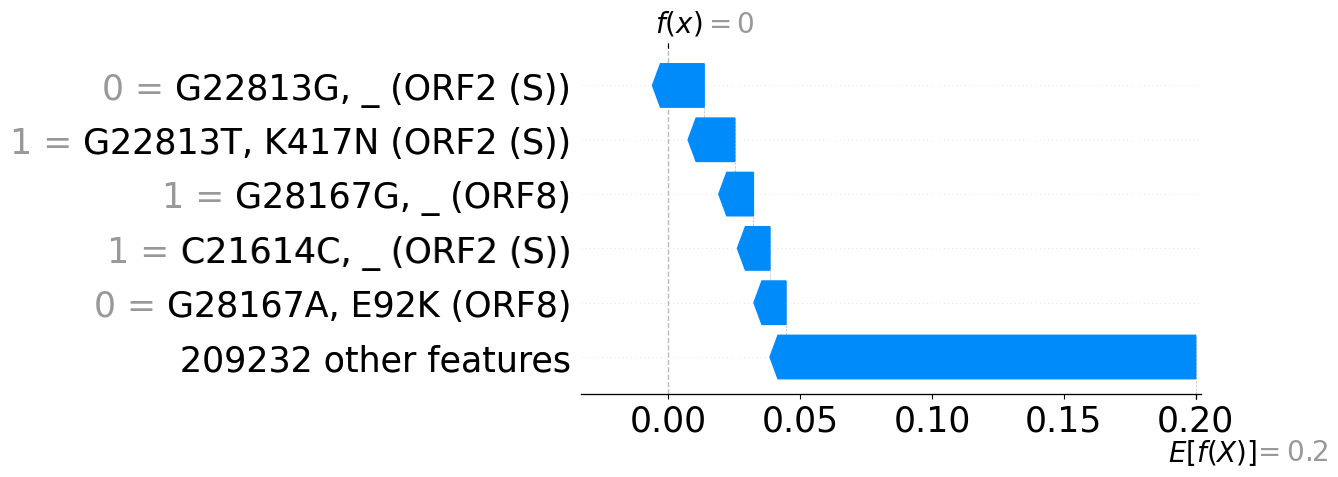 f(x) = 0
0 = G22813G, _ (ORF2 (S))
1 = G22813T, K417N (ORF2 (S))
1 = G28167G, _ (ORF8)
1 = C21614C, _ (ORF2 (S))
0 = G28167A, E92K (ORF8)
209232 other features
0.00 0.05 0.10 0.15 0.20
E[f(X)] = 0.2